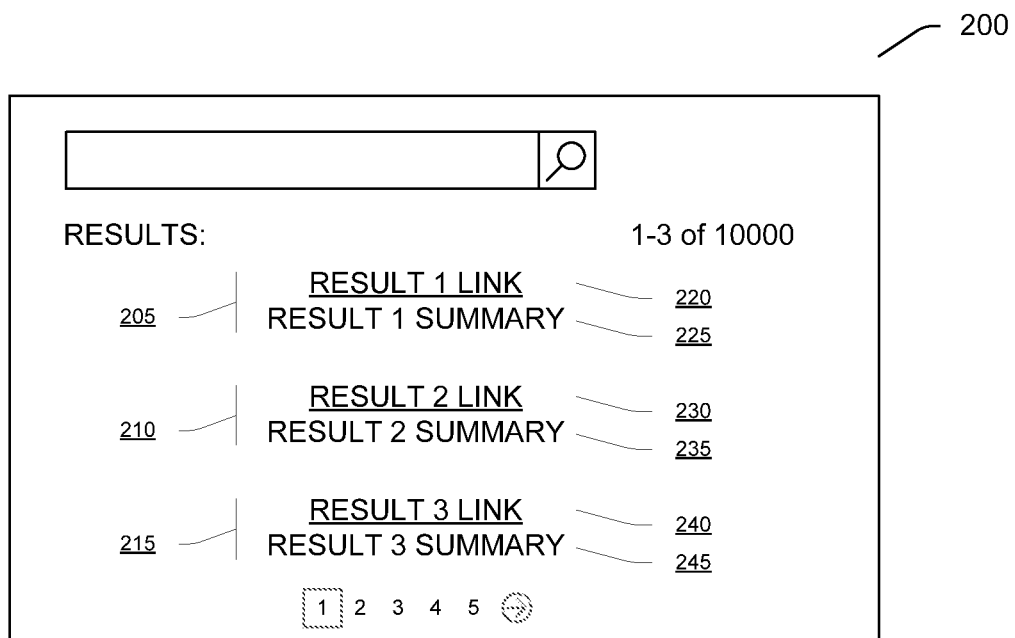 200
RESULTS: 1-3 of 10000
RESULT 1 LINK 220
205 RESULT 1 SUMMARY 225
RESULT 2 LINK 230
210 RESULT 2 SUMMARY 235
RESULT 3 LINK 240
215 RESULT 3 SUMMARY 245
1 2 3 4 5